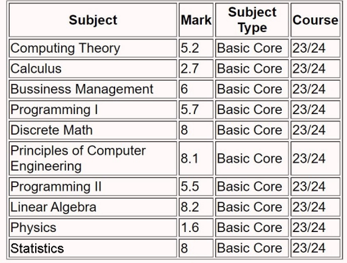 Subject Mark Subject Type Course
Computing Theory 5.2 Basic Core 23/24
Calculus 2.7 Basic Core 23/24
Bussiness Management 6 Basic Core 23/24
Programming I 5.7 Basic Core 23/24
Discrete Math 8 Basic Core 23/24
Principles of Computer Engineering 8.1 Basic Core 23/24
Programming II 5.5 Basic Core 23/24
Linear Algebra 8.2 Basic Core 23/24
Physics 1.6 Basic Core 23/24
Statistics 8 Basic Core 23/24